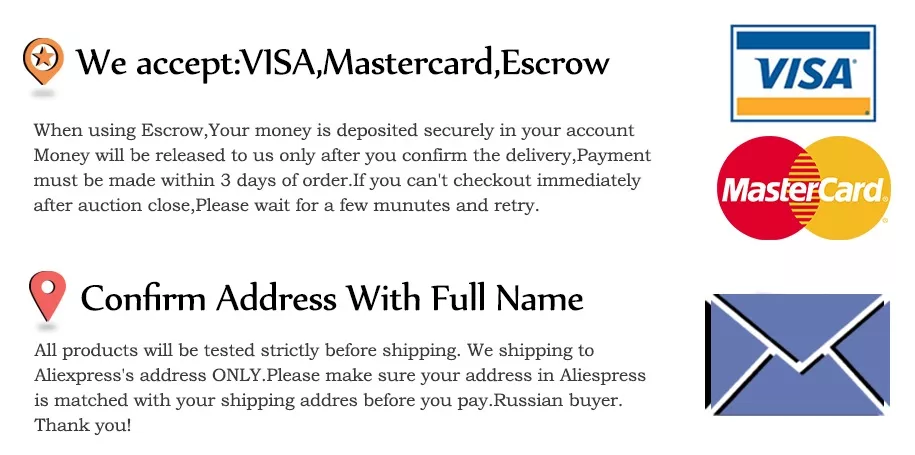 We accept:VISA,Mastercard,Escrow
VISA
When using Escrow,Your money is deposited securely in your account
Money will be released to us only after you confirm the delivery,Payment
must be made within 3 days of order.If you can't checkout immediately
after auction close,Please wait for a few munutes and retry.
MasterCard
Confirm Address With Full Name
All products will be tested strictly before shipping. We shipping to
Aliexpress's address ONLY.Please make sure your address in Aliespress
is matched with your shipping addres before you pay.Russian buyer.
Thank you!